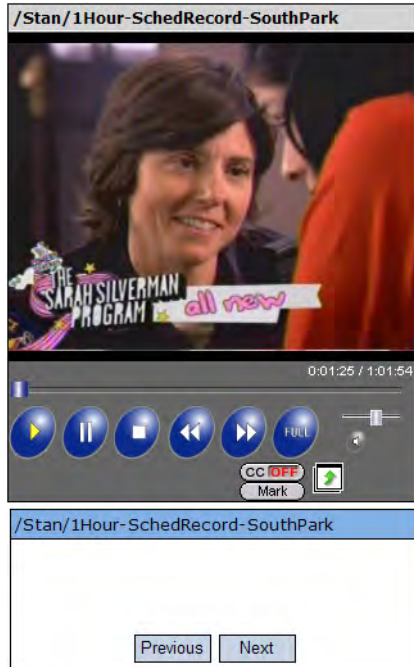 /Stan/1Hour-SchedRecord-SouthPark
THE
SARAH SILVERMAN
PROGRAM
all new
0:01:25 / 1:01:54
FULL
CC OFF
Mark
/Stan/1Hour-SchedRecord-SouthPark
Previous Next